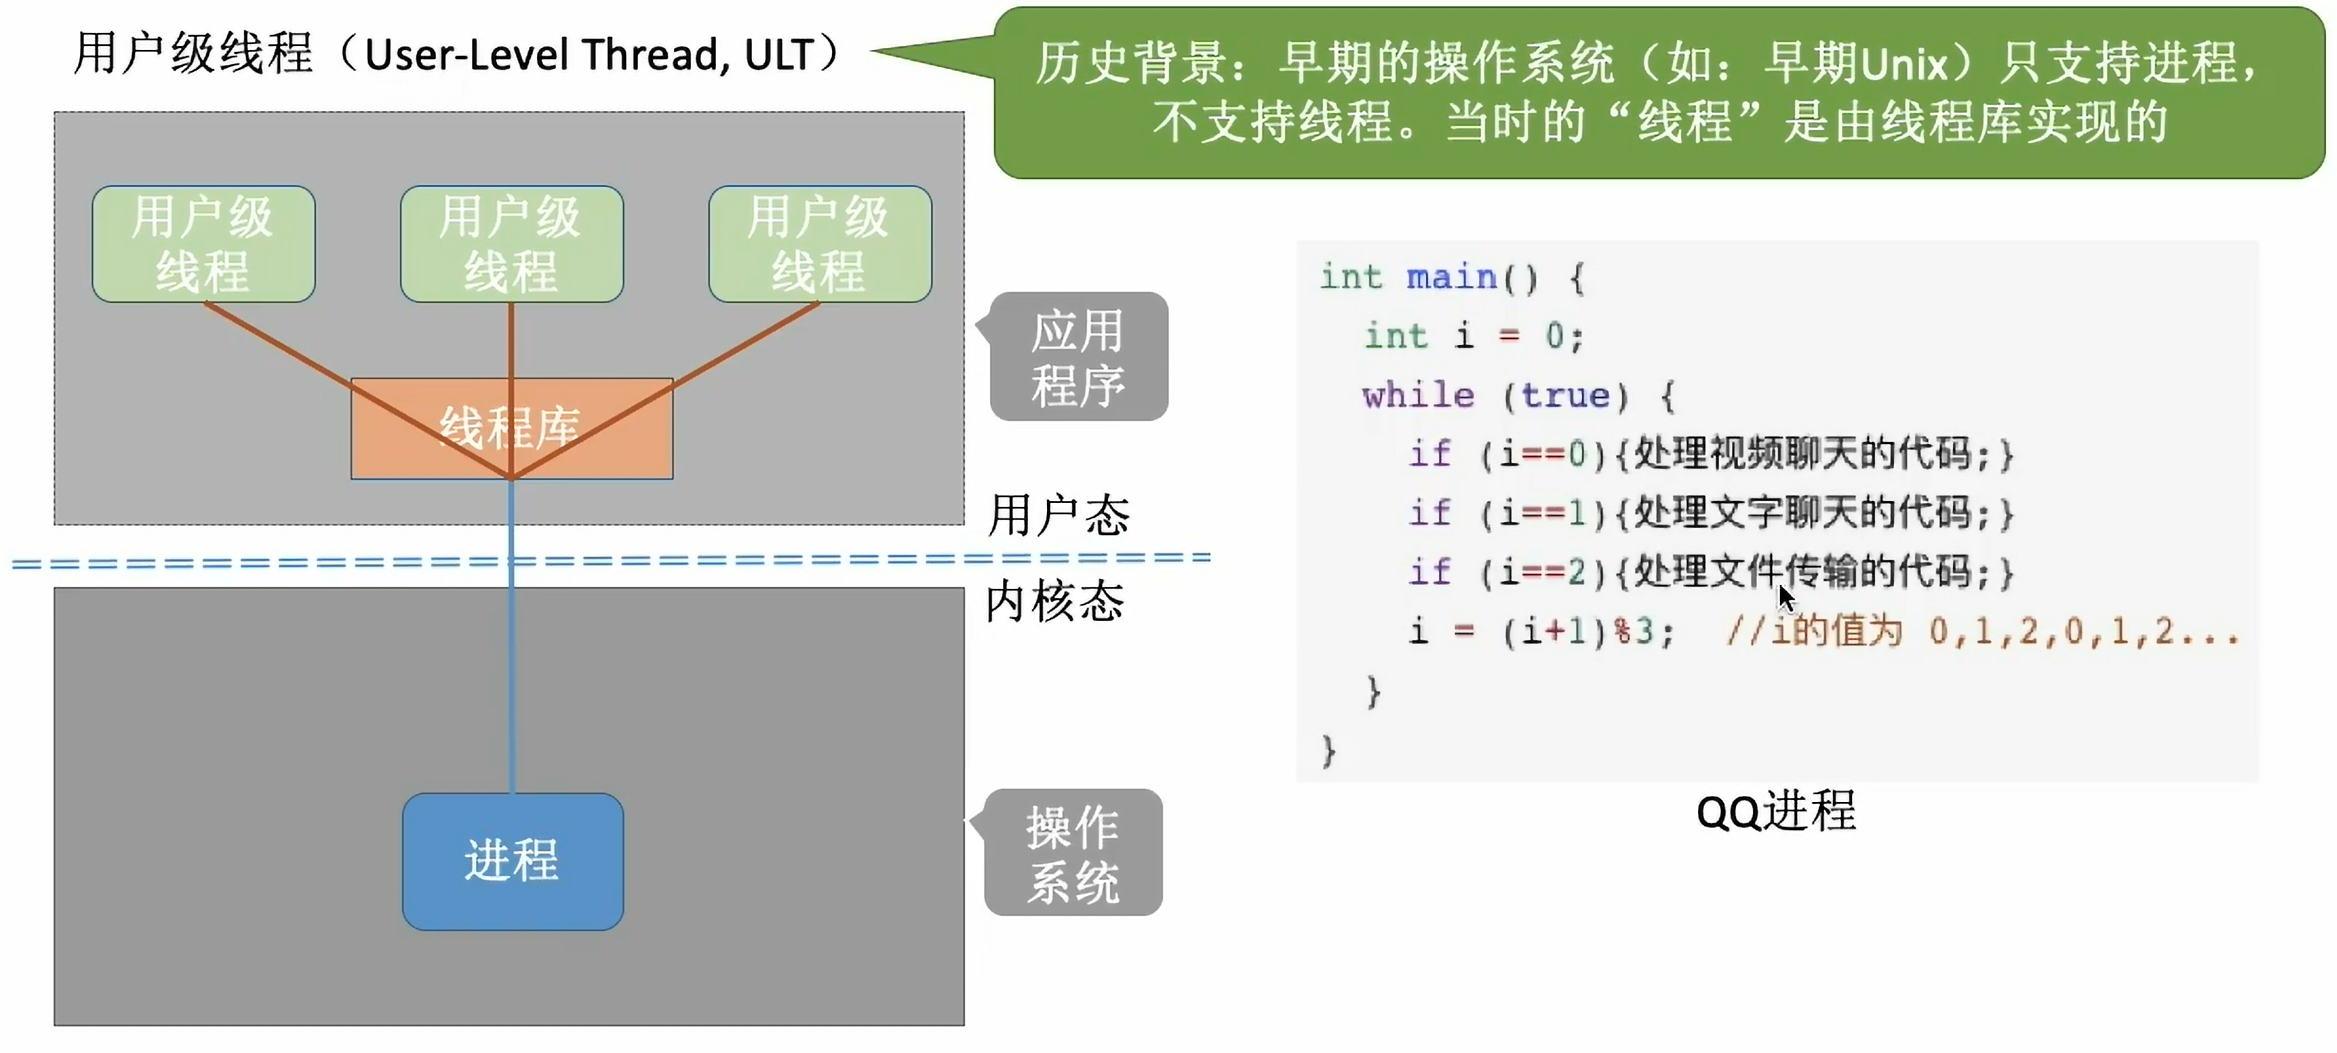 用户级线程（User-Level Thread, ULT）
历史背景：早期的操作系统（如：早期Unix）只支持进程，
不支持线程。当时的“线程”是由线程库实现的
用户级
线程
用户级
线程
用户级
线程
线程库
应用
程序
用户态
内核态
进程
操作
系统
int main() {
int i = 0;
while (true) {
if (i==0){处理视频聊天的代码;}
if (i==1){处理文字聊天的代码;}
if (i==2){处理文件传输的代码;}
i = (i+1)%3; //i的值为 0,1,2,0,1,2...
}
}
QQ进程